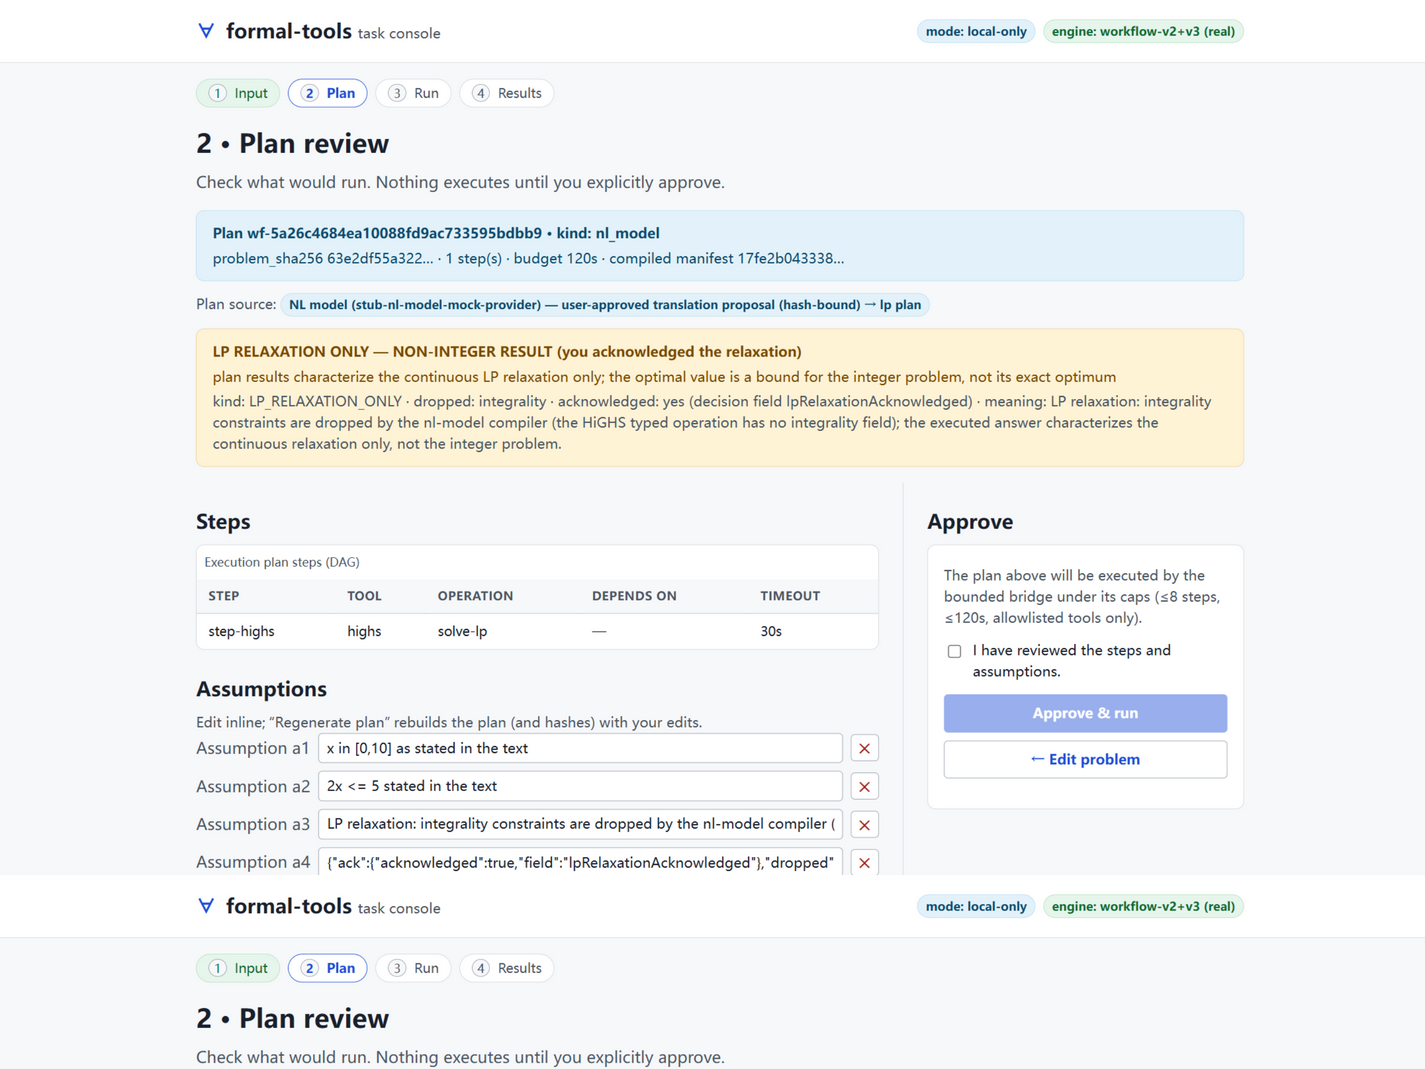 formal-tools task console
mode: local-only
engine: workflow-v2+v3 (real)
1 Input
2 Plan
3 Run
4 Results
2 • Plan review
Check what would run. Nothing executes until you explicitly approve.
Plan wf-5a26c4684ea10088fd9ac733595bdbb9 • kind: nl_model
problem_sha256 63e2df55a322... · 1 step(s) · budget 120s · compiled manifest 17fe2b043338...
Plan source: NL model (stub-nl-model-mock-provider) — user-approved translation proposal (hash-bound) → lp plan
LP RELAXATION ONLY — NON-INTEGER RESULT (you acknowledged the relaxation)
plan results characterize the continuous LP relaxation only; the optimal value is a bound for the integer problem, not its exact optimum
kind: LP_RELAXATION_ONLY · dropped: integrality · acknowledged: yes (decision field lpRelaxationAcknowledged) · meaning: LP relaxation: integrality
constraints are dropped by the nl-model compiler (the HiGHS typed operation has no integrality field); the executed answer characterizes the
continuous relaxation only, not the integer problem.
Steps
Execution plan steps (DAG)
STEP TOOL OPERATION DEPENDS ON TIMEOUT
step-highs highs solve-lp — 30s
Assumptions
Edit inline; “Regenerate plan” rebuilds the plan (and hashes) with your edits.
Assumption a1 x in [0,10] as stated in the text
Assumption a2 2x <= 5 stated in the text
Assumption a3 LP relaxation: integrality constraints are dropped by the nl-model compiler (
Assumption a4 {"ack":{"acknowledged":true,"field":"lpRelaxationAcknowledged"},"dropped"
Approve
The plan above will be executed by the
bounded bridge under its caps (≤8 steps,
≤120s, allowlisted tools only).
I have reviewed the steps and
assumptions.
Approve & run
← Edit problem
formal-tools task console
mode: local-only
engine: workflow-v2+v3 (real)
1 Input
2 Plan
3 Run
4 Results
2 • Plan review
Check what would run. Nothing executes until you explicitly approve.